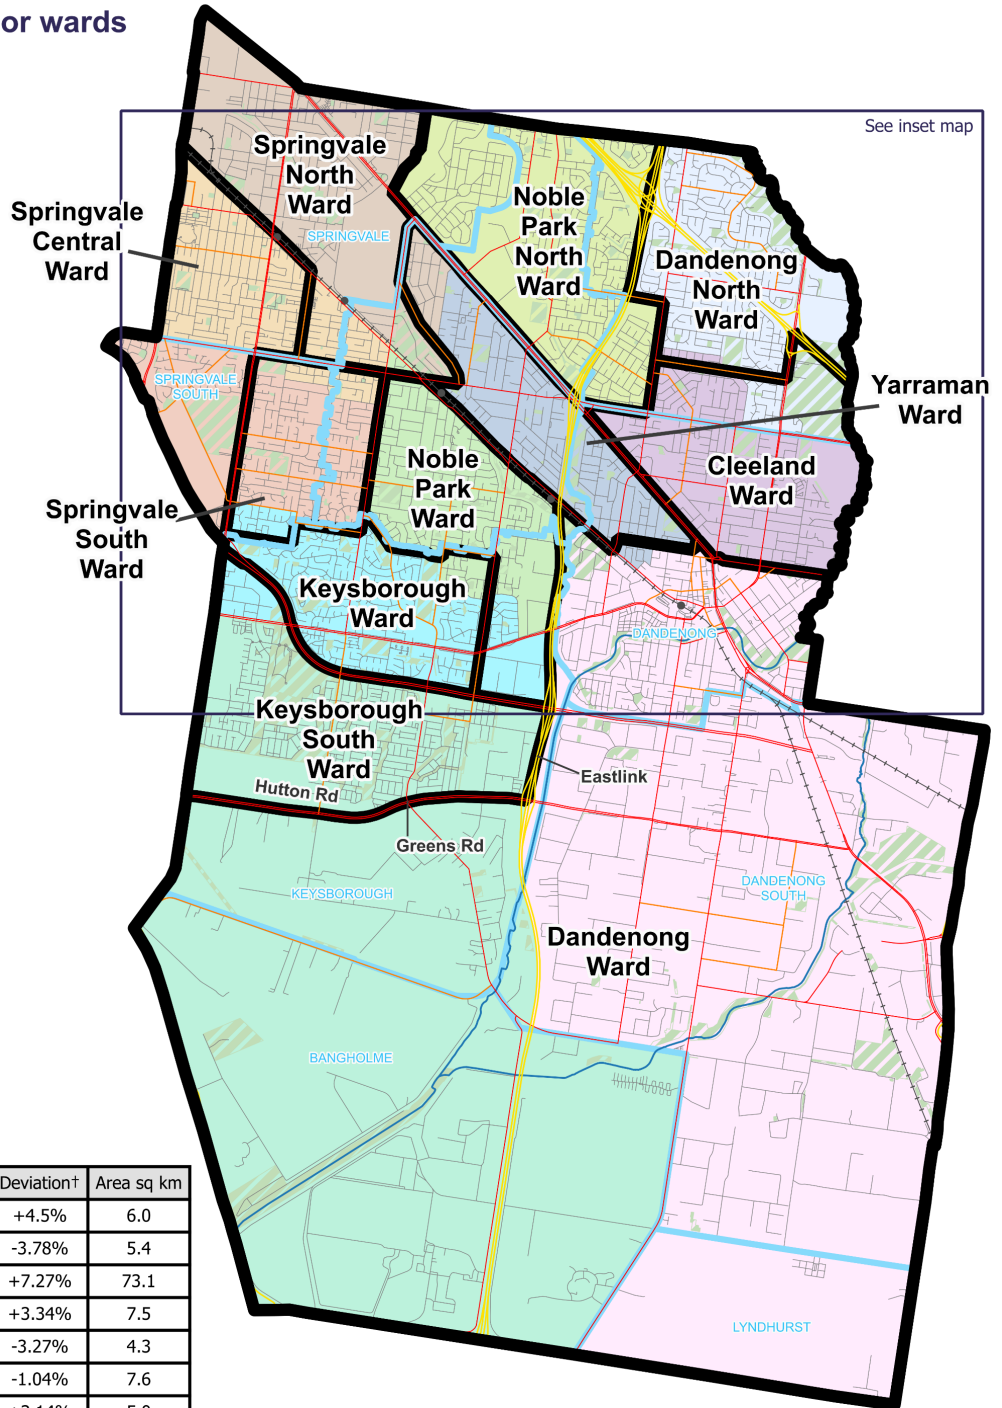 or wards
See inset map
Springvale
North
Ward
SPRINGVALE
Springvale
Central
Ward
Noble
Park
North
Ward
Dandenong
North
Ward
SPRINGVALE
SOUTH
Yarraman
Ward
Noble
Park
Ward
Cleeland
Ward
Springvale
South
Ward
Keysborough
Ward
DANDENONG
Keysborough
South
Ward
Eastlink
Hutton Rd
Greens Rd
KEYSBOROUGH
DANDENONG
SOUTH
Dandenong
Ward
BANGHOLME
LYNDHURST
Deviation† Area sq km
+4.5% 6.0
-3.78% 5.4
+7.27% 73.1
+3.34% 7.5
-3.27% 4.3
-1.04% 7.6